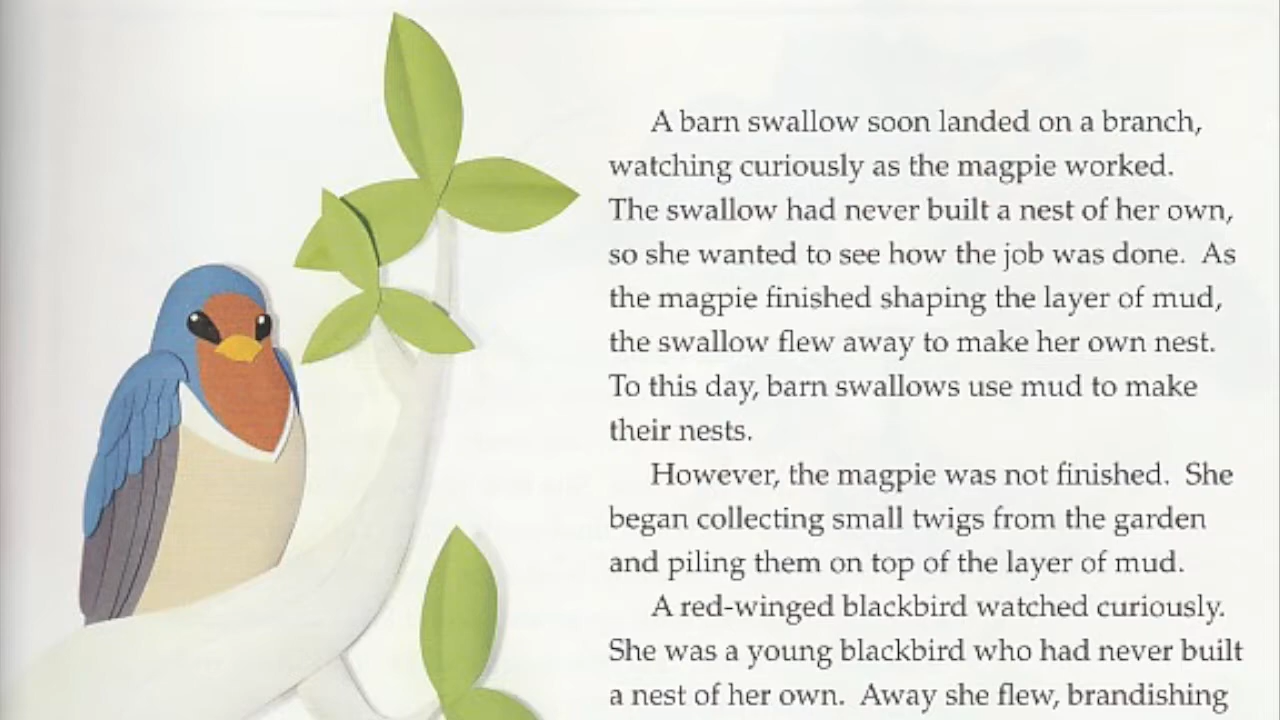 A barn swallow soon landed on a branch,
watching curiously as the magpie worked.
The swallow had never built a nest of her own,
so she wanted to see how the job was done.  As
the magpie finished shaping the layer of mud,
the swallow flew away to make her own nest.
To this day, barn swallows use mud to make
their nests.
However, the magpie was not finished.  She
began collecting small twigs from the garden
and piling them on top of the layer of mud.
A red-winged blackbird watched curiously.
She was a young blackbird who had never built
a nest of her own.  Away she flew, brandishing